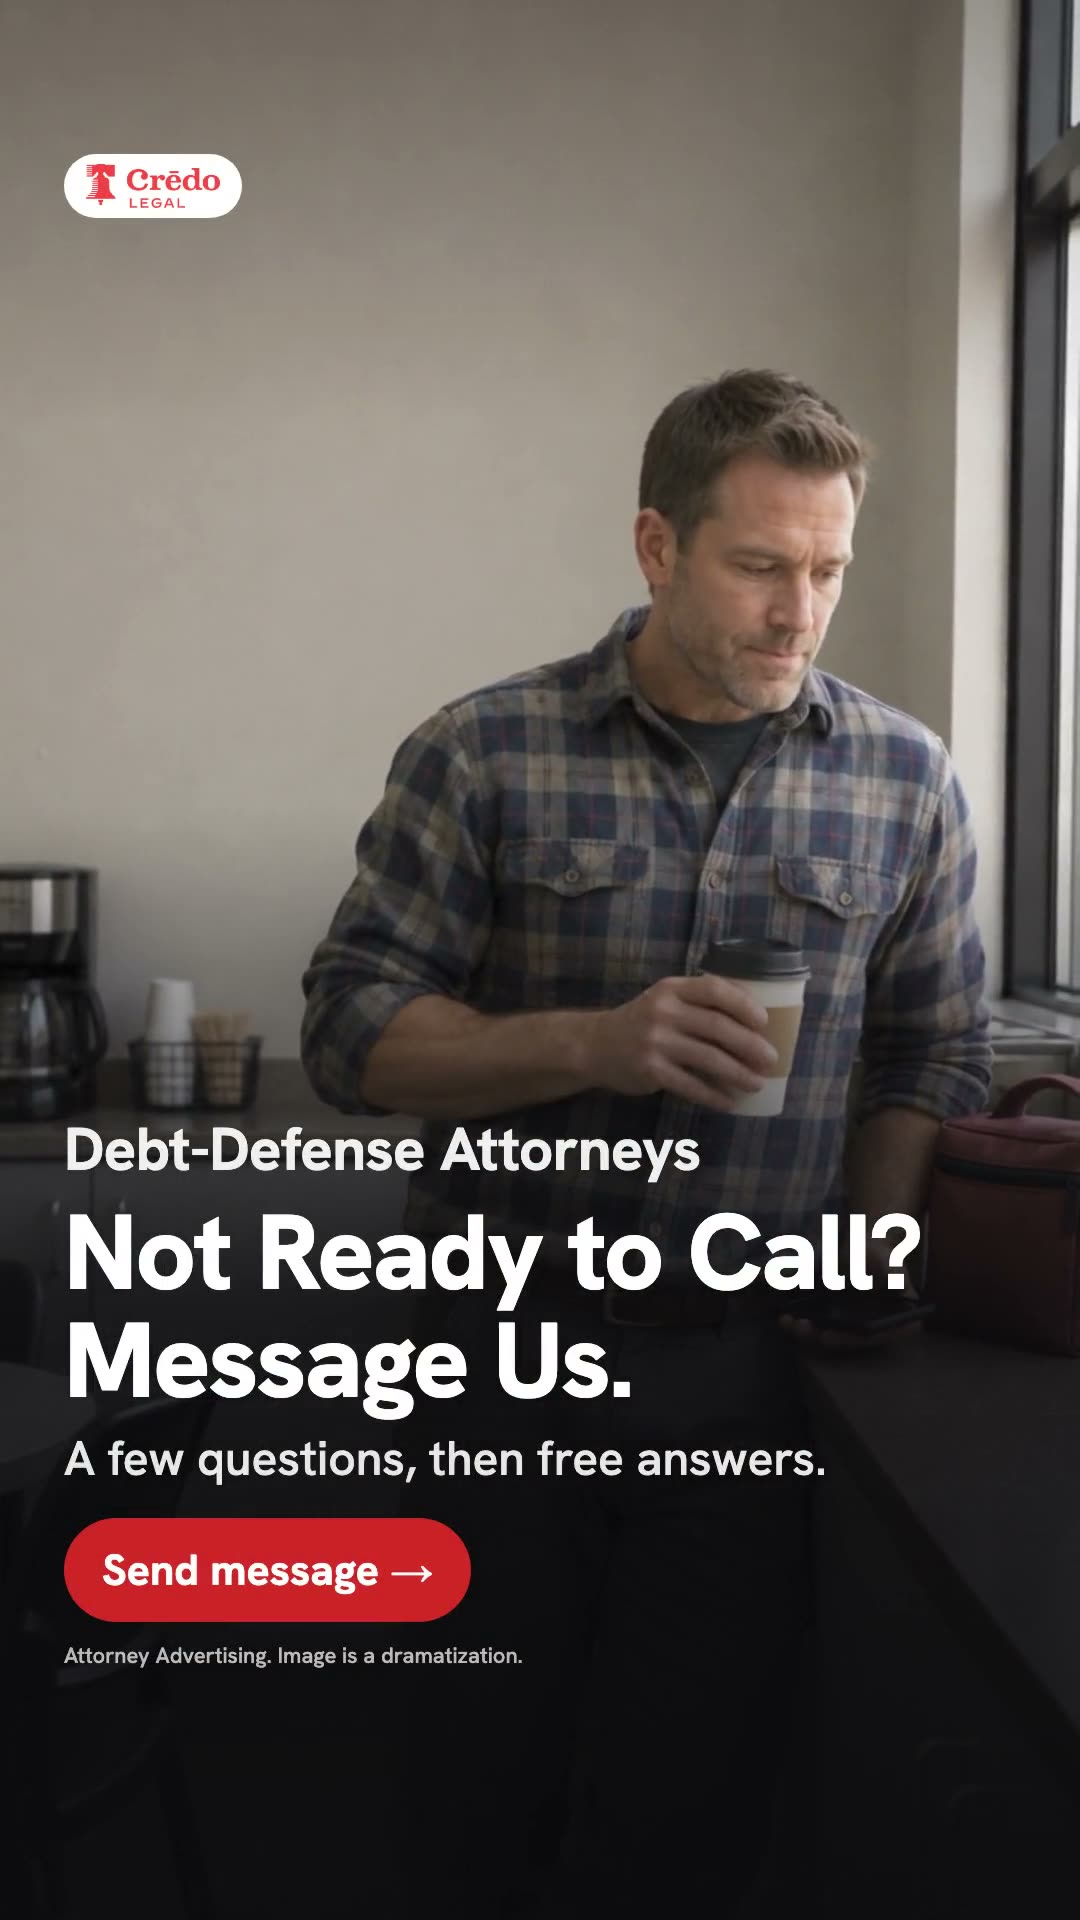 Crēdo
LEGAL
Debt-Defense Attorneys
Not Ready to Call?
Message Us.
A few questions, then free answers.
Send message →
Attorney Advertising. Image is a dramatization.